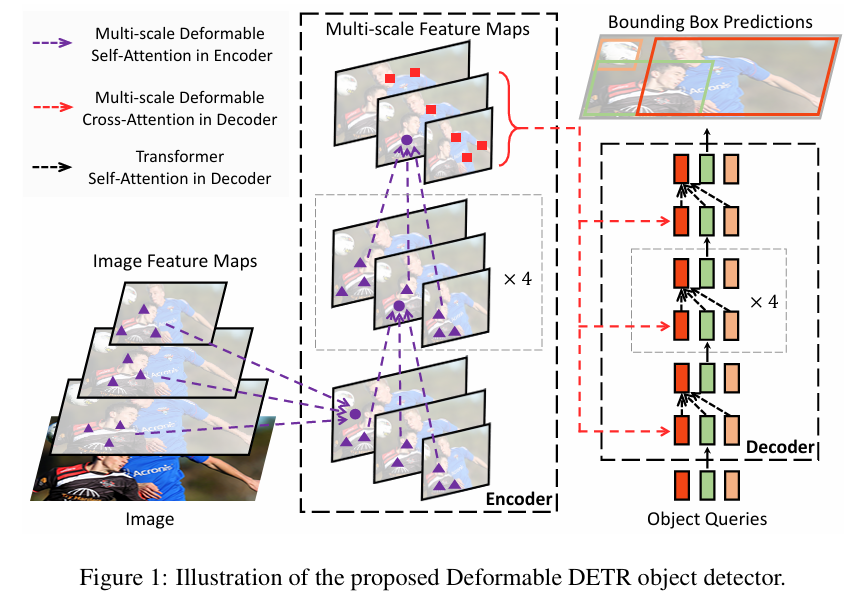 Multi-scale Deformable
Self-Attention in Encoder
Multi-scale Deformable
Cross-Attention in Decoder
Transformer
Self-Attention in Decoder
Multi-scale Feature Maps
Bounding Box Predictions
Acronis
Image Feature Maps
× 4
× 4
Acronis
Encoder
Decoder
Image
Object Queries
Figure 1: Illustration of the proposed Deformable DETR object detector.